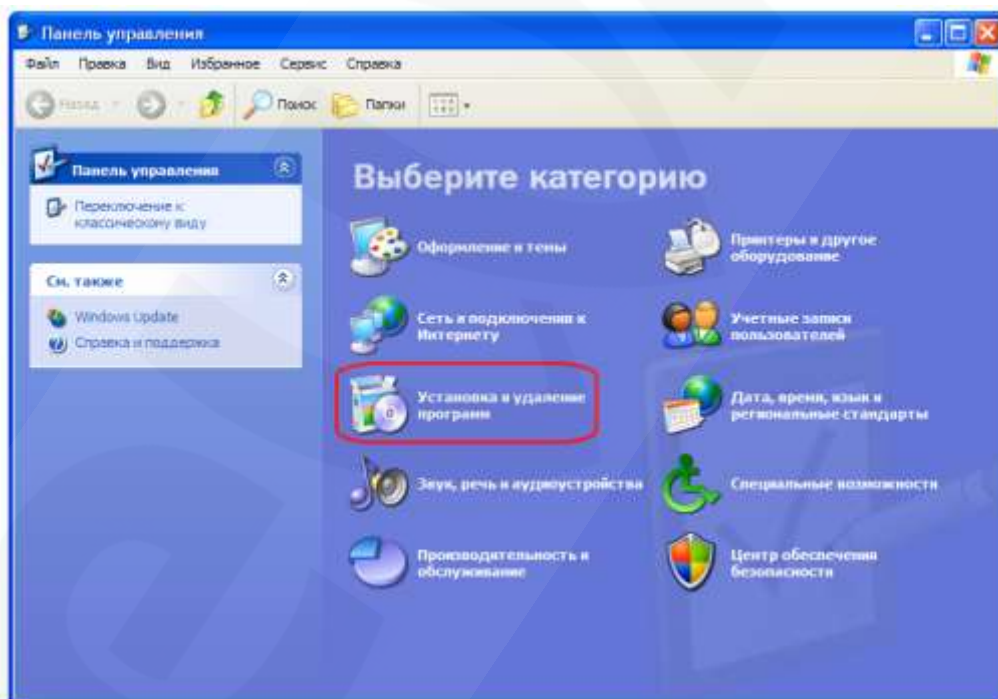 Панель управления
Файл Правка Вид Избранное Сервис Справка
Назад Поиск Папки
Панель управления
Переключение к
классическому виду
См. также
Windows Update
Справка и поддержка
Выберите категорию
Оформление и темы
Принтеры и другое
оборудование
Сеть и подключения к
Интернету
Учетные записи
пользователей
Установка и удаление
программ
Дата, время, язык и
региональные стандарты
Звук, речь и аудиоустройства
Специальные возможности
Производительность и
обслуживание
Центр обеспечения
безопасности